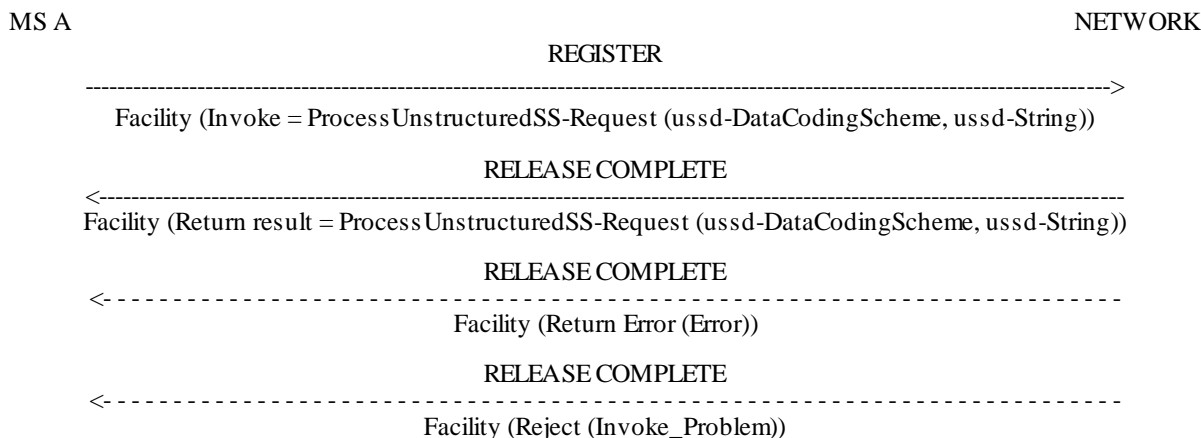 MS A NETWORK
REGISTER
------------------------------------------------------------------------------------------------------------------------>
Facility (Invoke = ProcessUnstructuredSS-Request (ussd-DataCodingScheme, ussd-String))
RELEASE COMPLETE
<------------------------------------------------------------------------------------------------------------------------
Facility (Return result = ProcessUnstructuredSS-Request (ussd-DataCodingScheme, ussd-String))
RELEASE COMPLETE
<- - - - - - - - - - - - - - - - - - - - - - - - - - - - - - - - - - - - - - - - - - - - - - - - - - - - - - - - - - - - - - - - - - - - - - - -
Facility (Return Error (Error))
RELEASE COMPLETE
<- - - - - - - - - - - - - - - - - - - - - - - - - - - - - - - - - - - - - - - - - - - - - - - - - - - - - - - - - - - - - - - - - - - - - - - -
Facility (Reject (Invoke_Problem))